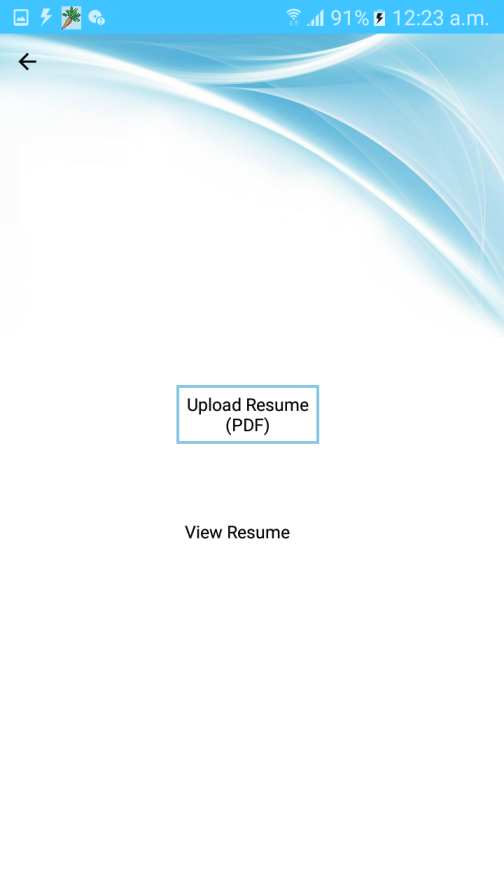 91% 12:23 a.m.
Upload Resume
(PDF)
View Resume